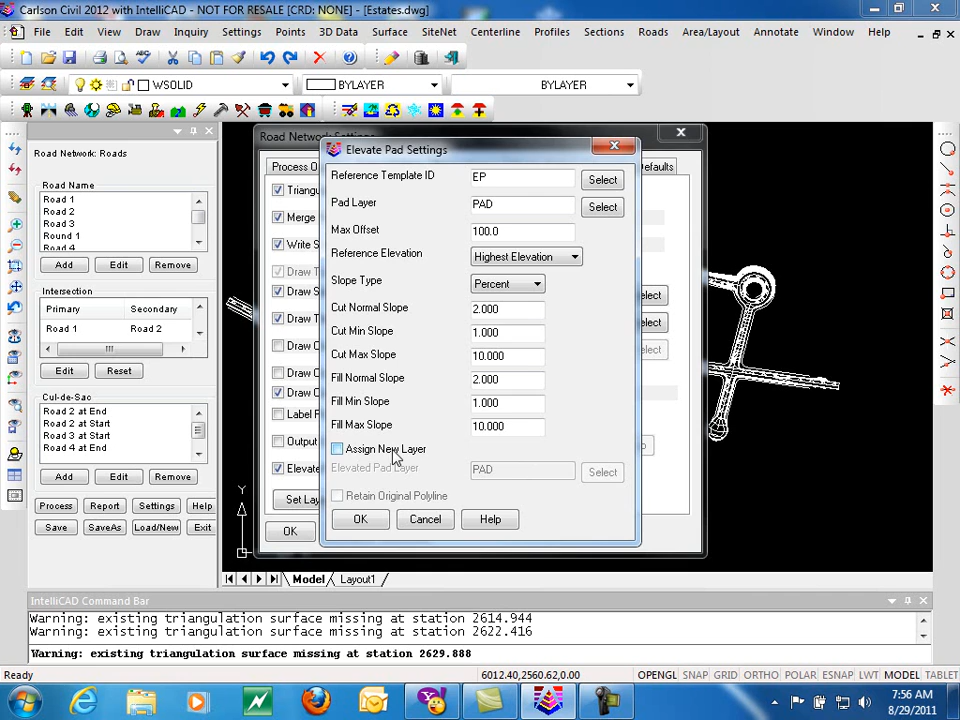 Carlson Civil 2012 with IntelliCAD - NOT FOR RESALE [CRD: NONE] - [Estates.dwg]
File Edit View Draw Inquiry Settings Points 3D Data Surface SiteNet Centerline Profiles Sections Roads Area/Layout Annotate Window Help
WSOLID BYLAYER BYLAYER
Road Network: Roads
Road Name
Road 1
Road 2
Road 3
Round 1
Road 4
Add Edit Remove
Intersection
Primary Secondary
Road 1 Road 2
Edit Reset
Cul-de-Sac
Road 2 at End
Road 2 at Start
Road 3 at Start
Road 4 at End
Add Edit Remove
Process Report Settings Help
Save SaveAs Load/New Exit
Road Network Settings
Process O
Defaults
Triangu
Merge
Write S
Draw T
Draw S
Draw T
Draw C
Draw C
Draw C
Label F
Output
Elevate
Set Lay
OK
elect
elect
elect
Elevate Pad Settings
Reference Template ID EP Select
Pad Layer PAD Select
Max Offset 100.0
Reference Elevation Highest Elevation
Slope Type Percent
Cut Normal Slope 2.000
Cut Min Slope 1.000
Cut Max Slope 10.000
Fill Normal Slope 2.000
Fill Min Slope 1.000
Fill Max Slope 10.000
Assign New Layer
Elevated Pad Layer PAD Select
Retain Original Polyline
OK Cancel Help
Y
Model Layout1
IntelliCAD Command Bar
Warning: existing triangulation surface missing at station 2614.944
Warning: existing triangulation surface missing at station 2622.416
Warning: existing triangulation surface missing at station 2629.888
Ready 6012.40,2560.62,0.00 OPENGL SNAP GRID ORTHO POLAR ESNAP LWT MODEL TABLET
7:56 AM
8/29/2011